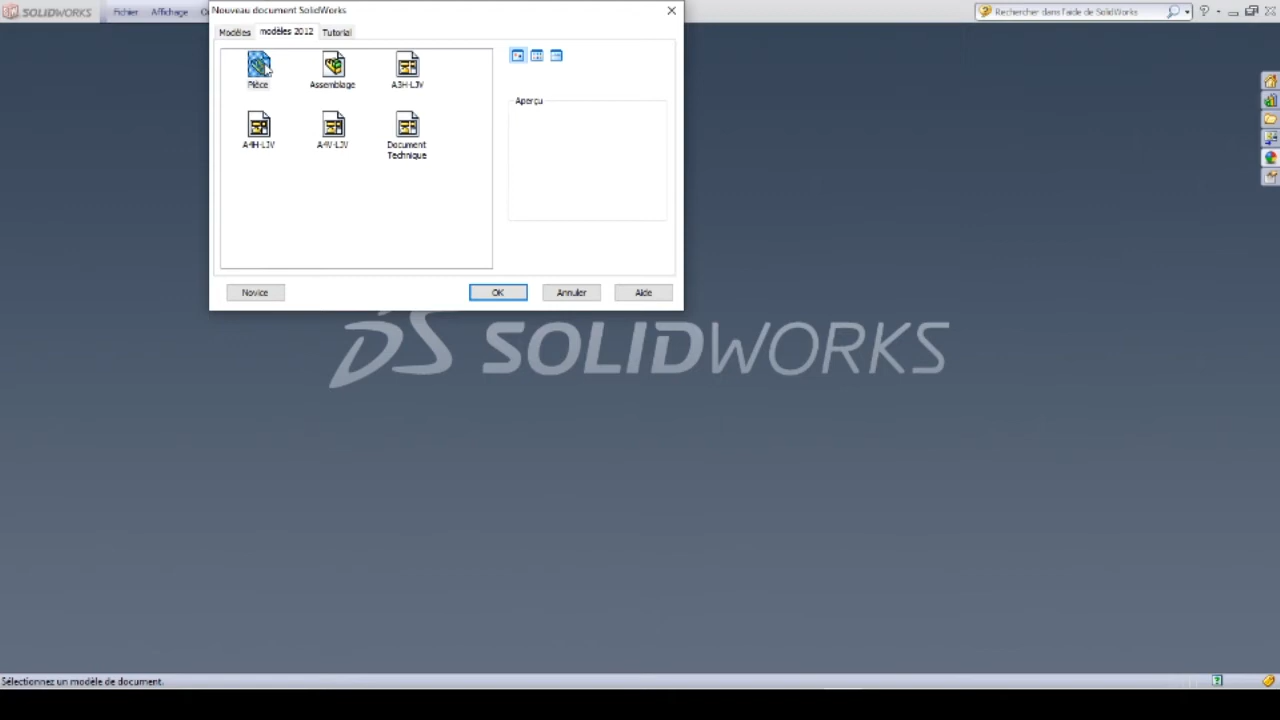 SOLIDWORKS
Fichier
Affichage
Nouveau document SolidWorks
Rechercher dans l'aide de SolidWorks
Modèles
modèles 2012
Tutorial
Pièce
Assemblage
A3H-LJV
A4H-LJV
A4V-LJV
Document
Technique
Aperçu
Novice
OK
Annuler
Aide
SOLIDWORKS
Sélectionnez un modèle de document.